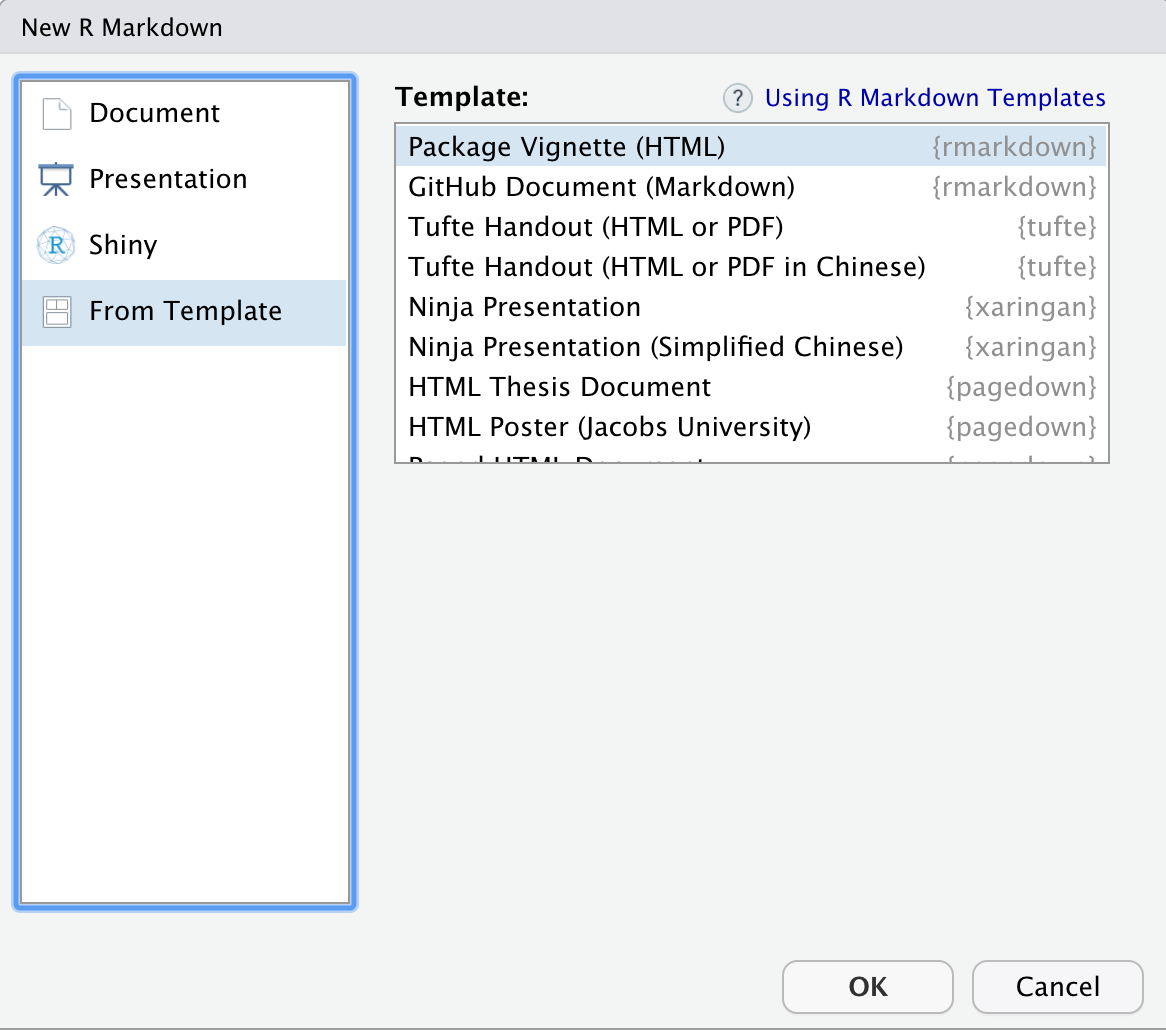 New R Markdown
Document
Presentation
Shiny
From Template
Template:
? Using R Markdown Templates
Package Vignette (HTML) {rmarkdown}
GitHub Document (Markdown) {rmarkdown}
Tufte Handout (HTML or PDF) {tufte}
Tufte Handout (HTML or PDF in Chinese) {tufte}
Ninja Presentation {xaringan}
Ninja Presentation (Simplified Chinese) {xaringan}
HTML Thesis Document {pagedown}
HTML Poster (Jacobs University) {pagedown}
HTML Document
OK Cancel